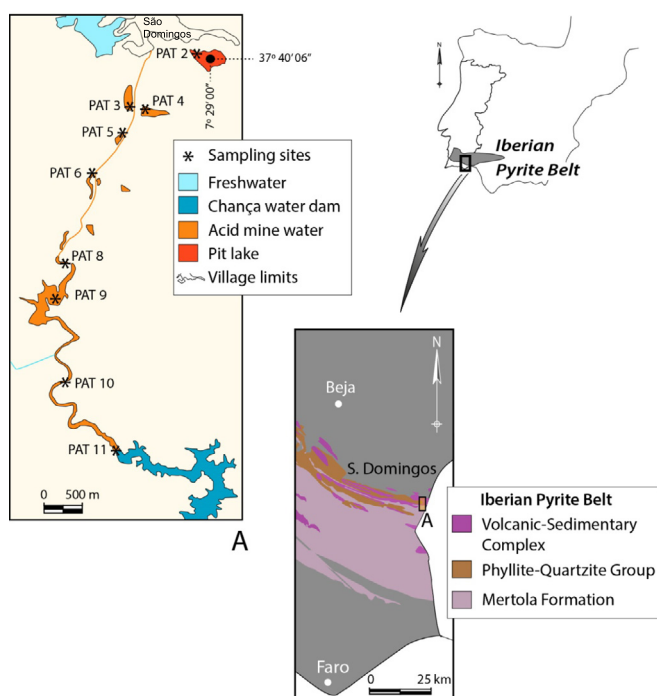 São
Domingos
PAT 2
37º 40' 06"
7º 29' 00"
PAT 3
PAT 4
PAT 5
PAT 6
PAT 8
PAT 9
PAT 10
PAT 11
0 500 m
A
Sampling sites
Freshwater
Chança water dam
Acid mine water
Pit lake
Village limits
N
Iberian
Pyrite Belt
N
Beja
S. Domingos
A
Faro
0 25 km
Iberian Pyrite Belt
Volcanic-Sedimentary
Complex
Phyllite-Quartzite Group
Mertola Formation